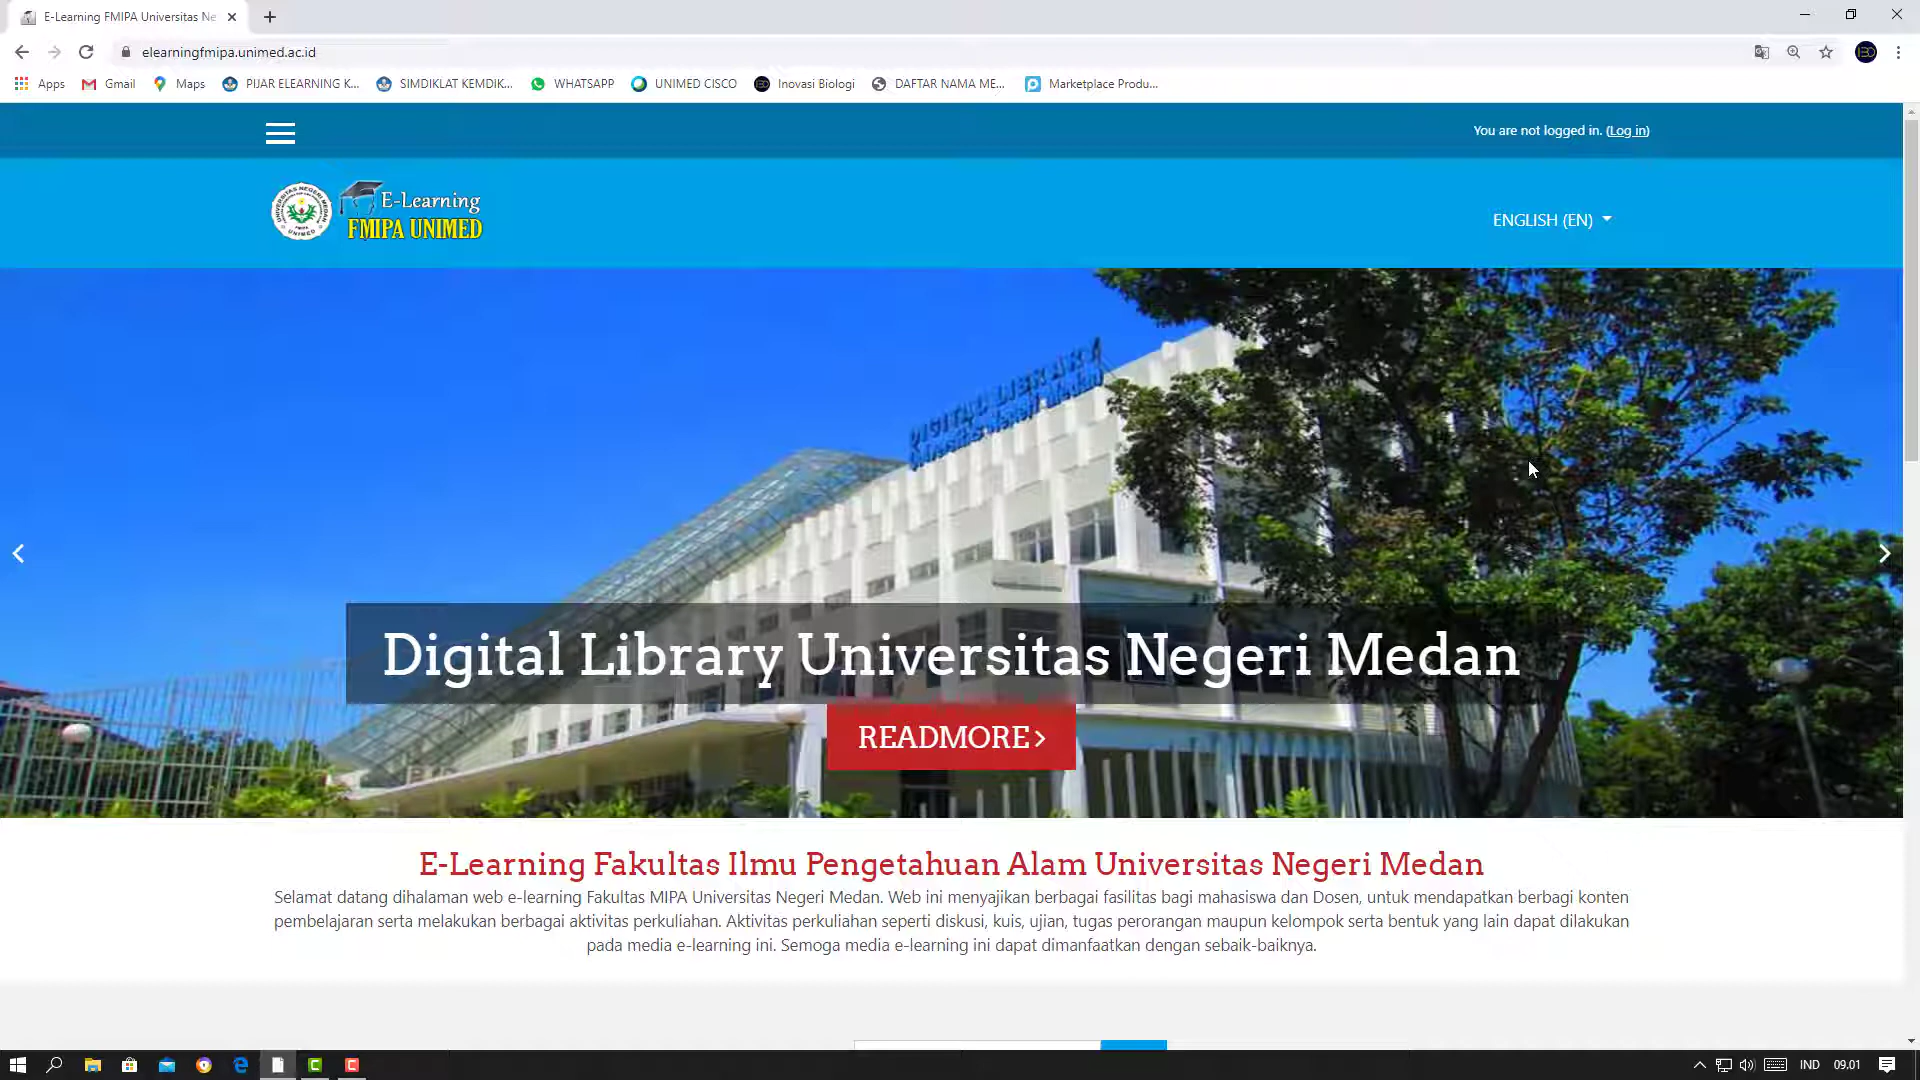 E-Learning FMIPA Universitas Ne
elearningfmipa.unimed.ac.id
Apps
Gmail
Maps
PIJAR ELEARNING K...
SIMDIKLAT KEMDIK...
WHATSAPP
UNIMED CISCO
Inovasi Biologi
DAFTAR NAMA ME...
Marketplace Produ...
You are not logged in. (Log in)
E-Learning
FMIPA UNIMED
ENGLISH (EN)
DIGITAL LIBRARY
Universitas Negeri Medan
Digital Library Universitas Negeri Medan
READMORE
E-Learning Fakultas Ilmu Pengetahuan Alam Universitas Negeri Medan
Selamat datang dihalaman web e-learning Fakultas MIPA Universitas Negeri Medan. Web ini menyajikan berbagai fasilitas bagi mahasiswa dan Dosen, untuk mendapatkan berbagi konten
pembelajaran serta melakukan berbagai aktivitas perkuliahan. Aktivitas perkuliahan seperti diskusi, kuis, ujian, tugas perorangan maupun kelompok serta bentuk yang lain dapat dilakukan
pada media e-learning ini. Semoga media e-learning ini dapat dimanfaatkan dengan sebaik-baiknya.
IND
09.01